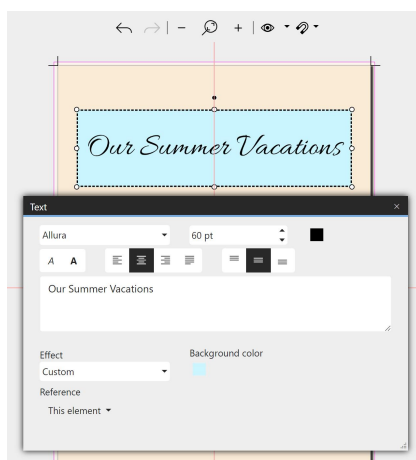 Our Summer Vacations
Text
Allura
60 pt
A A
Our Summer Vacations
Effect
Background color
Custom
Reference
This element